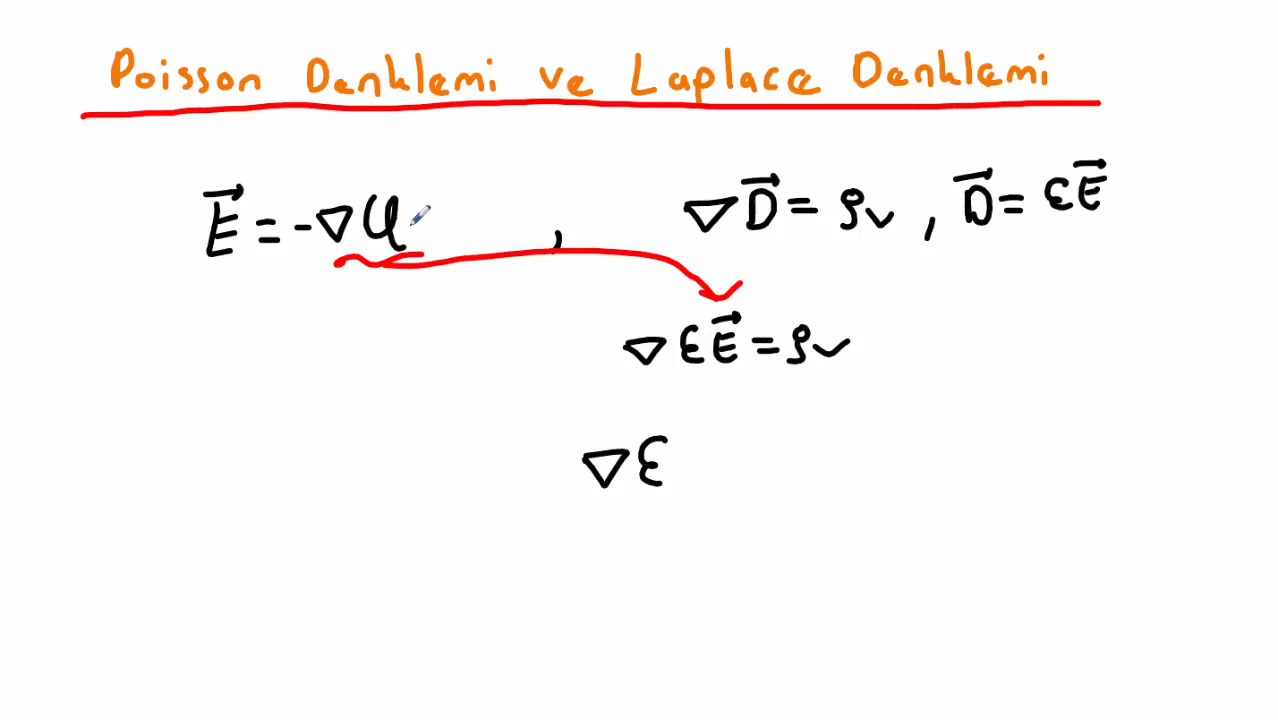 Poisson Denklemi ve Laplace Denklemi
E⃗ = -∇φ , ∇D⃗ = ρv , D⃗ = εE⃗
∇εE⃗ = ρv
∇ε